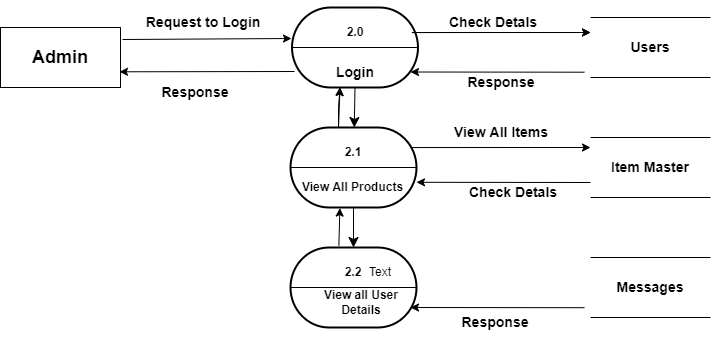 Request to Login
2.0
Check Detals
Admin
Users
Login
Response
Response
2.1
View All Items
View All Products
Item Master
Check Detals
2.2 Text
View all User
Details
Messages
Response